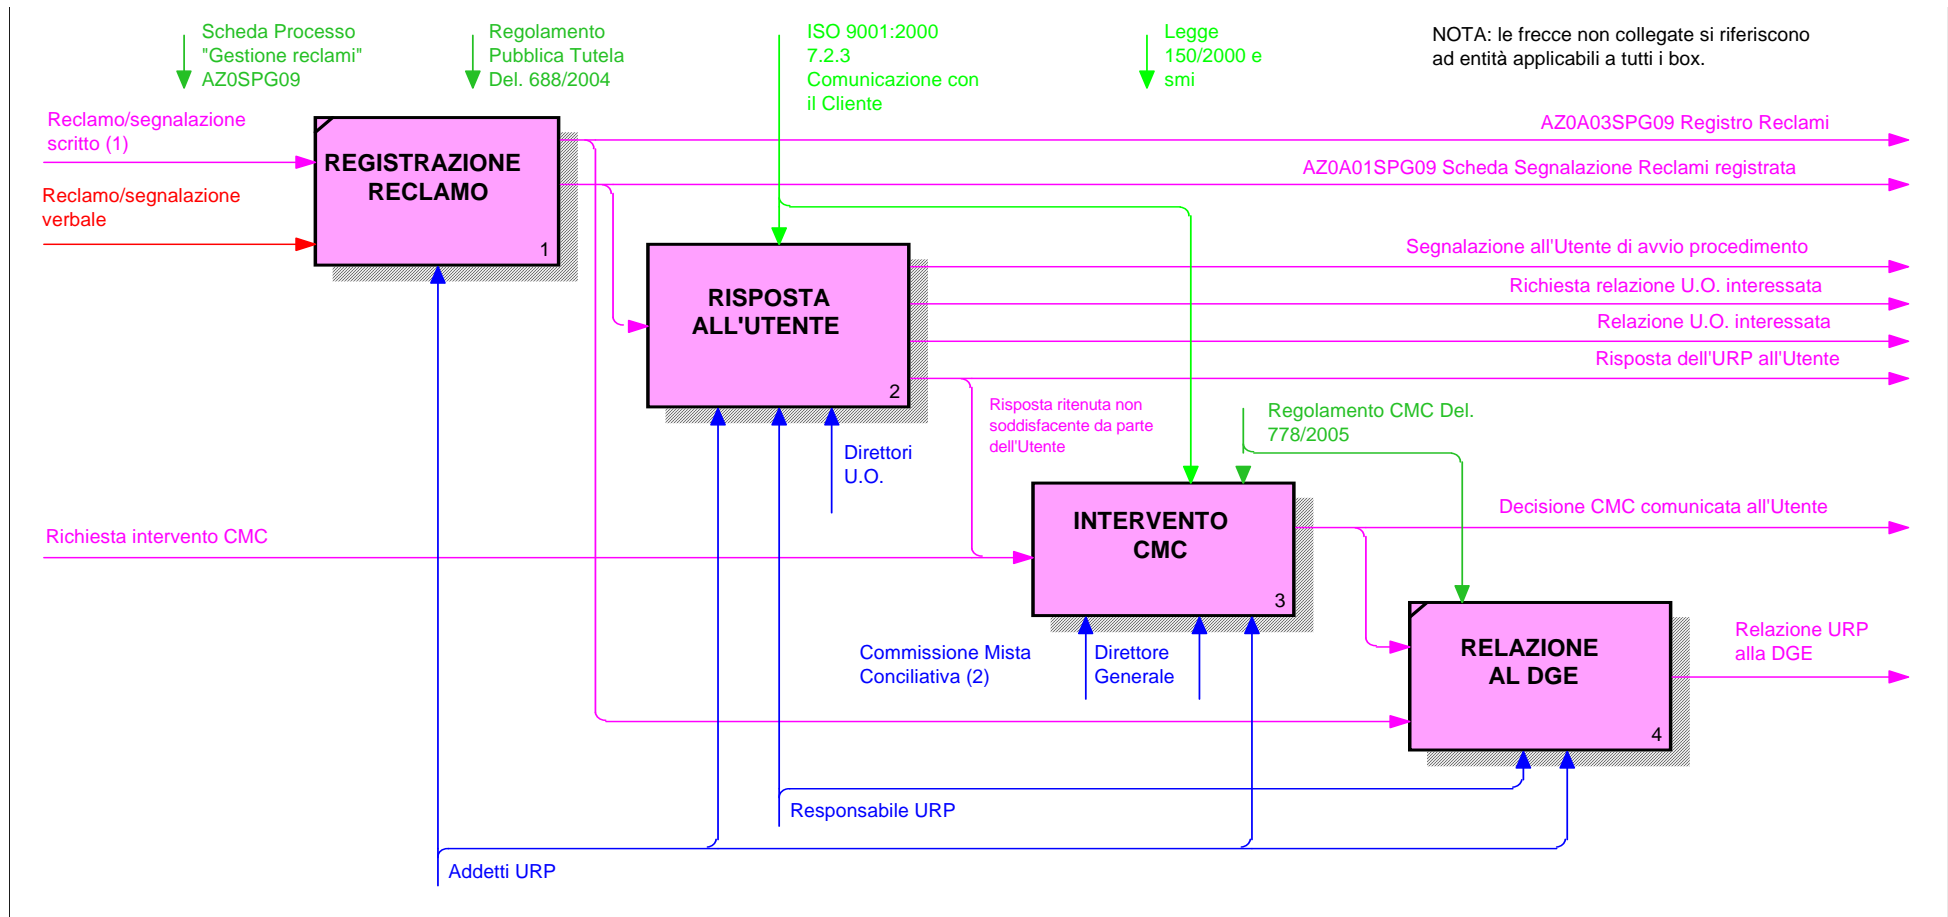 Scheda Processo
"Gestione reclami"
AZ0SPG09
Regolamento
Pubblica Tutela
Del. 688/2004
ISO 9001:2000
7.2.3
Comunicazione con
il Cliente
Legge
150/2000 e
smi
NOTA: le frecce non collegate si riferiscono
ad entità applicabili a tutti i box.
Reclamo/segnalazione
scritto (1)
Reclamo/segnalazione
verbale
REGISTRAZIONE
RECLAMO
1
AZ0A03SPG09 Registro Reclami
AZ0A01SPG09 Scheda Segnalazione Reclami registrata
RISPOSTA
ALL'UTENTE
2
Segnalazione all'Utente di avvio procedimento
Richiesta relazione U.O. interessata
Relazione U.O. interessata
Risposta dell'URP all'Utente
Direttori
U.O.
Risposta ritenuta non
soddisfacente da parte
dell'Utente
Regolamento CMC Del.
778/2005
Richiesta intervento CMC
INTERVENTO
CMC
3
Decisione CMC comunicata all'Utente
Commissione Mista
Conciliativa (2)
Direttore
Generale
RELAZIONE
AL DGE
4
Relazione URP
alla DGE
Responsabile URP
Addetti URP